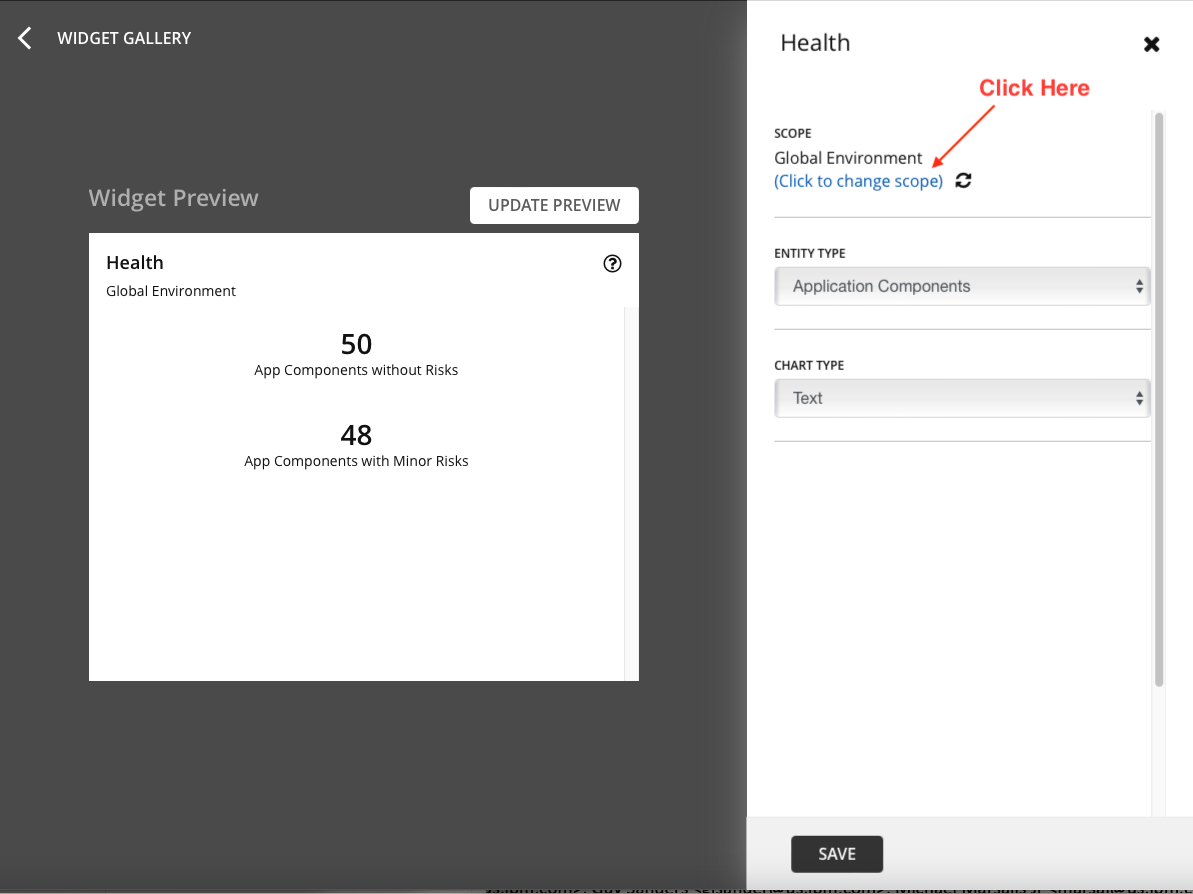 WIDGET GALLERY
Widget Preview
UPDATE PREVIEW
Health
Global Environment
50
App Components without Risks
48
App Components with Minor Risks
Health
Click Here
SCOPE
Global Environment
(Click to change scope)
ENTITY TYPE
Application Components
CHART TYPE
Text
SAVE